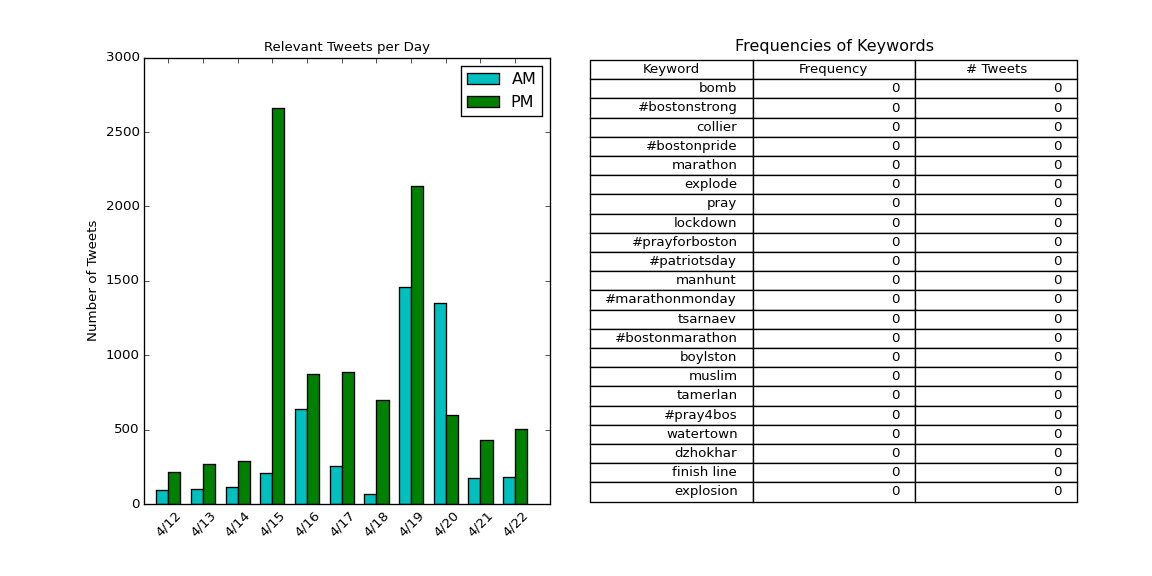 Relevant Tweets per Day
3000
2500
2000
1500
1000
500
0
Number of Tweets
AM
PM
4/12 4/13 4/14 4/15 4/16 4/17 4/18 4/19 4/20 4/21 4/22
Frequencies of Keywords
Keyword Frequency # Tweets
bomb 0 0
#bostonstrong 0 0
collier 0 0
#bostonpride 0 0
marathon 0 0
explode 0 0
pray 0 0
lockdown 0 0
#prayforboston 0 0
#patriotsday 0 0
manhunt 0 0
#marathonmonday 0 0
tsarnaev 0 0
#bostonmarathon 0 0
boylston 0 0
muslim 0 0
tamerlan 0 0
#pray4bos 0 0
watertown 0 0
dzhokhar 0 0
finish line 0 0
explosion 0 0